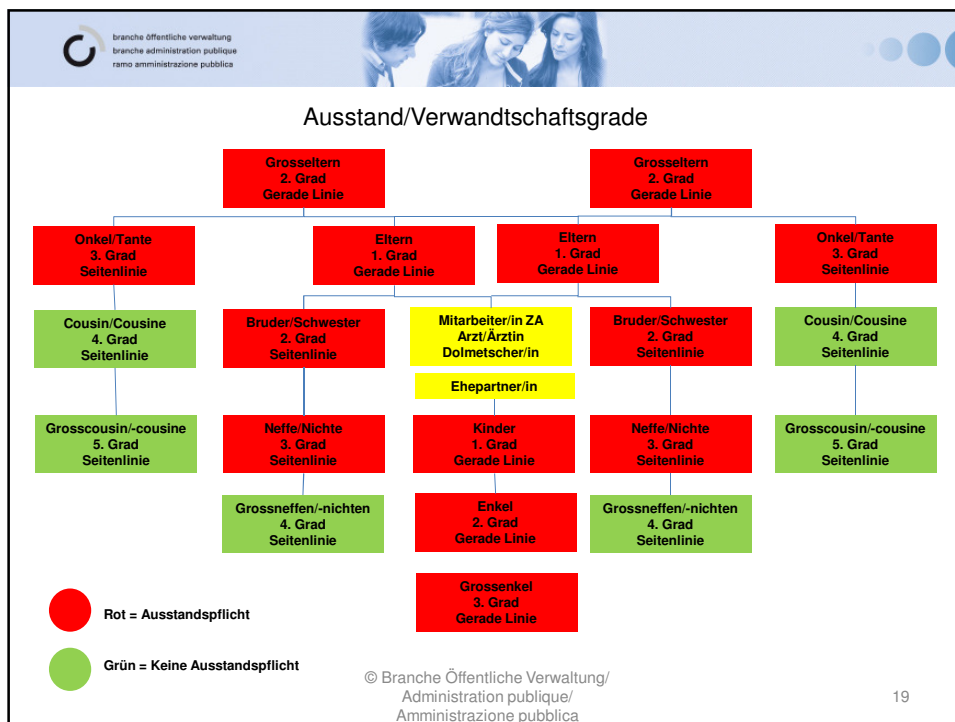 branche öffentliche verwaltung
branche administration publique
ramo amministrazione pubblica
Ausstand/Verwandtschaftsgrade
Grosseltern
2. Grad
Gerade Linie
Grosseltern
2. Grad
Gerade Linie
Onkel/Tante
3. Grad
Seitenlinie
Eltern
1. Grad
Gerade Linie
Eltern
1. Grad
Gerade Linie
Onkel/Tante
3. Grad
Seitenlinie
Cousin/Cousine
4. Grad
Seitenlinie
Bruder/Schwester
2. Grad
Seitenlinie
Mitarbeiter/in ZA
Arzt/Ärztin
Dolmetscher/in
Bruder/Schwester
2. Grad
Seitenlinie
Cousin/Cousine
4. Grad
Seitenlinie
Ehepartner/in
Grosscousin/-cousine
5. Grad
Seitenlinie
Neffe/Nichte
3. Grad
Seitenlinie
Kinder
1. Grad
Gerade Linie
Neffe/Nichte
3. Grad
Seitenlinie
Grosscousin/-cousine
5. Grad
Seitenlinie
Grossneffen/-nichten
4. Grad
Seitenlinie
Enkel
2. Grad
Gerade Linie
Grossneffen/-nichten
4. Grad
Seitenlinie
Grossenkel
3. Grad
Gerade Linie
Rot = Ausstandspflicht
Grün = Keine Ausstandspflicht
© Branche Öffentliche Verwaltung/
Administration publique/
Amministrazione pubblica
19